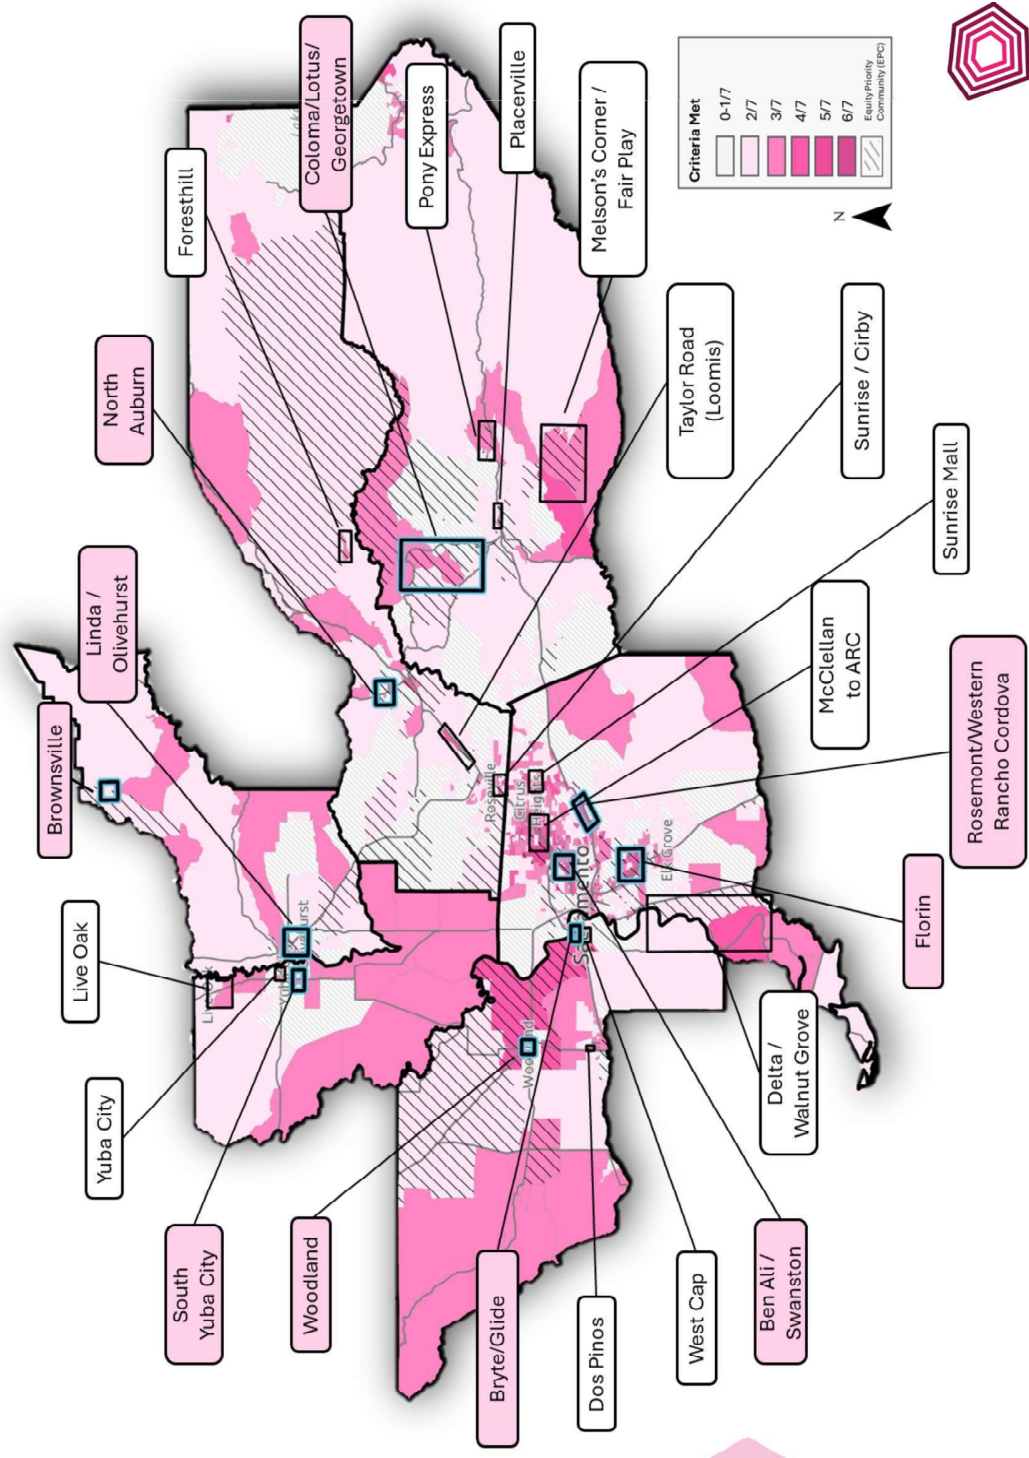 Brownsville
Linda /
Olivehurst
North
Auburn
Foresthill
Coloma/Lotus/
Georgetown
Pony Express
Placerville
Melson's Corner /
Fair Play
Taylor Road
(Loomis)
Sunrise / Cirby
Sunrise Mall
McClellan
to ARC
Rosemont/Western
Rancho Cordova
Florin
Delta /
Walnut Grove
Ben Ali /
Swanston
West Cap
Dos Pinos
Bryte/Glide
Woodland
South
Yuba City
Yuba City
Live Oak
Roseville
Citrus
Heights
Elk Grove
N
Criteria Met
0-1/7
2/7
3/7
4/7
5/7
6/7
Equity Priority
Community (EPC)